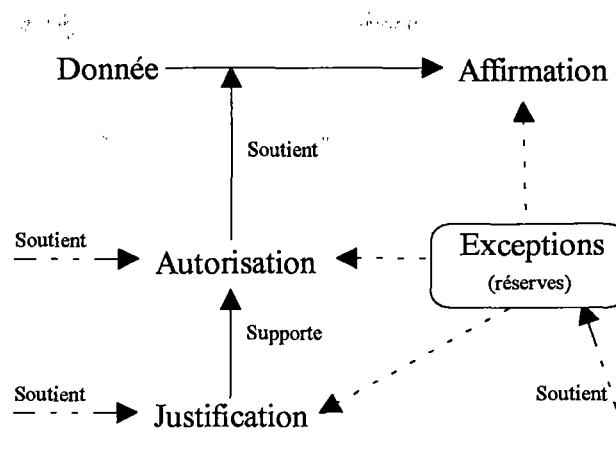 Donnée
Affirmation
Soutient
Soutient
Autorisation
Exceptions
(réserves)
Supporte
Soutient
Justification
Soutient